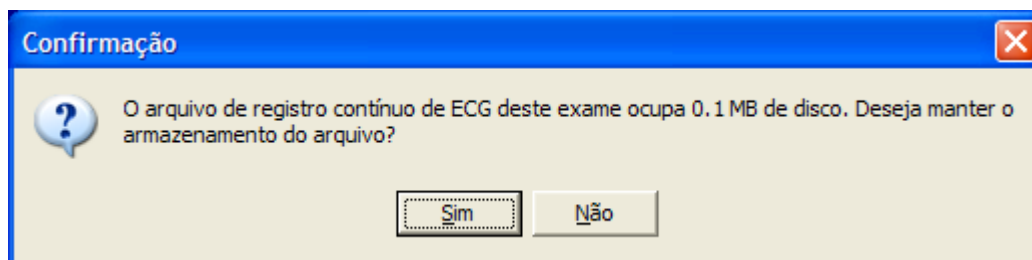 Confirmação
O arquivo de registro contínuo de ECG deste exame ocupa 0.1 MB de disco. Deseja manter o
armazenamento do arquivo?
Sim Não